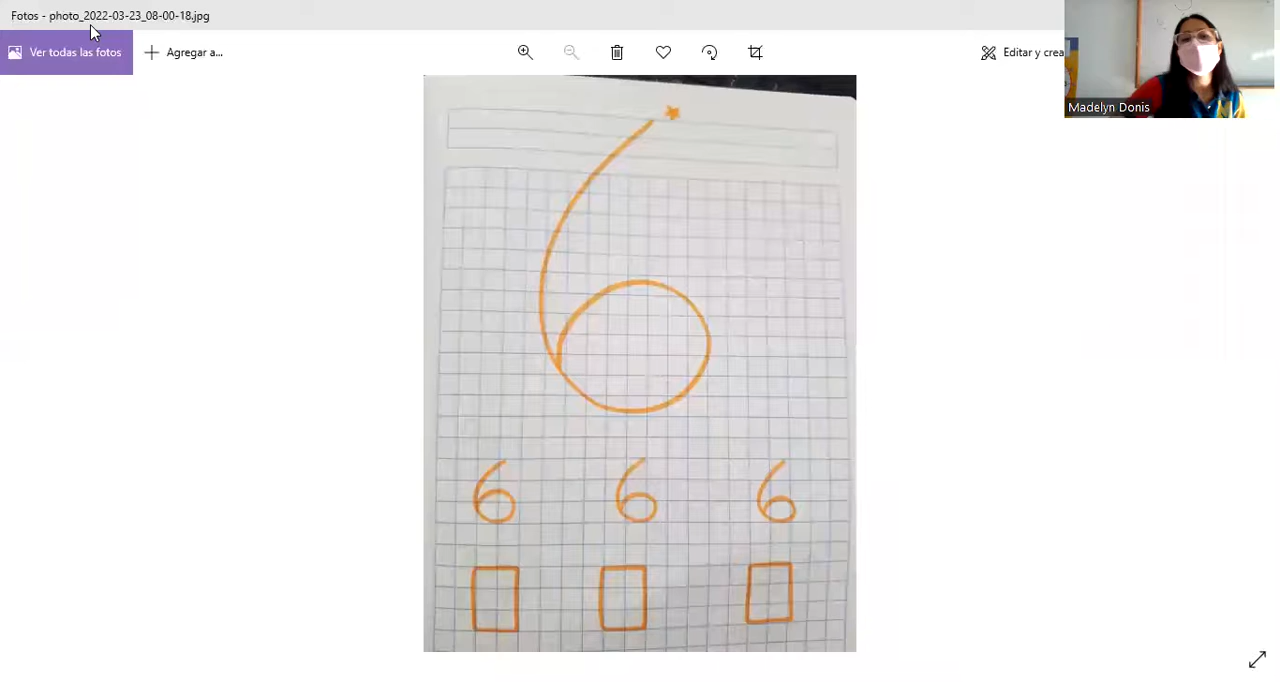 Fotos - photo_2022-03-23_08-00-18.jpg
Ver todas las fotos
Agregar a...
Editar y crea
Madelyn Donis
6
6 6 6